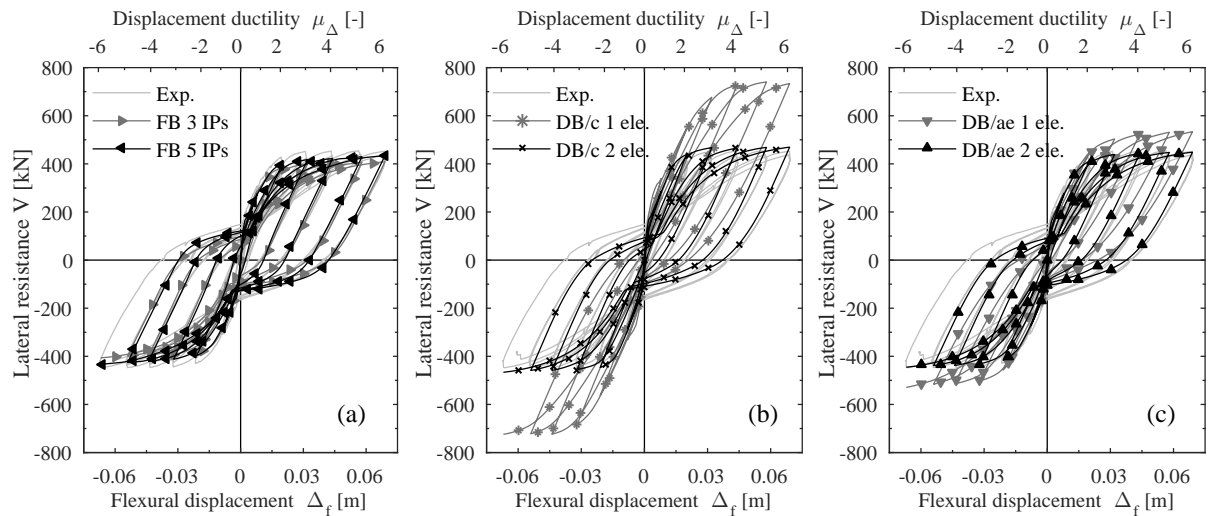 Displacement ductility μ_Δ [-]
-6 -4 -2 0 2 4 6
Lateral resistance V [kN]
800
600
400
200
0
-200
-400
-600
-800
Exp.
FB 3 IPs
FB 5 IPs
(a)
-0.06 -0.03 0 0.03 0.06
Flexural displacement Δ_f [m]
Displacement ductility μ_Δ [-]
-6 -4 -2 0 2 4 6
Lateral resistance V [kN]
800
600
400
200
0
-200
-400
-600
-800
Exp.
DB/c 1 ele.
DB/c 2 ele.
(b)
-0.06 -0.03 0 0.03 0.06
Flexural displacement Δ_f [m]
Displacement ductility μ_Δ [-]
-6 -4 -2 0 2 4 6
Lateral resistance V [kN]
800
600
400
200
0
-200
-400
-600
-800
Exp.
DB/ae 1 ele.
DB/ae 2 ele.
(c)
-0.06 -0.03 0 0.03 0.06
Flexural displacement Δ_f [m]